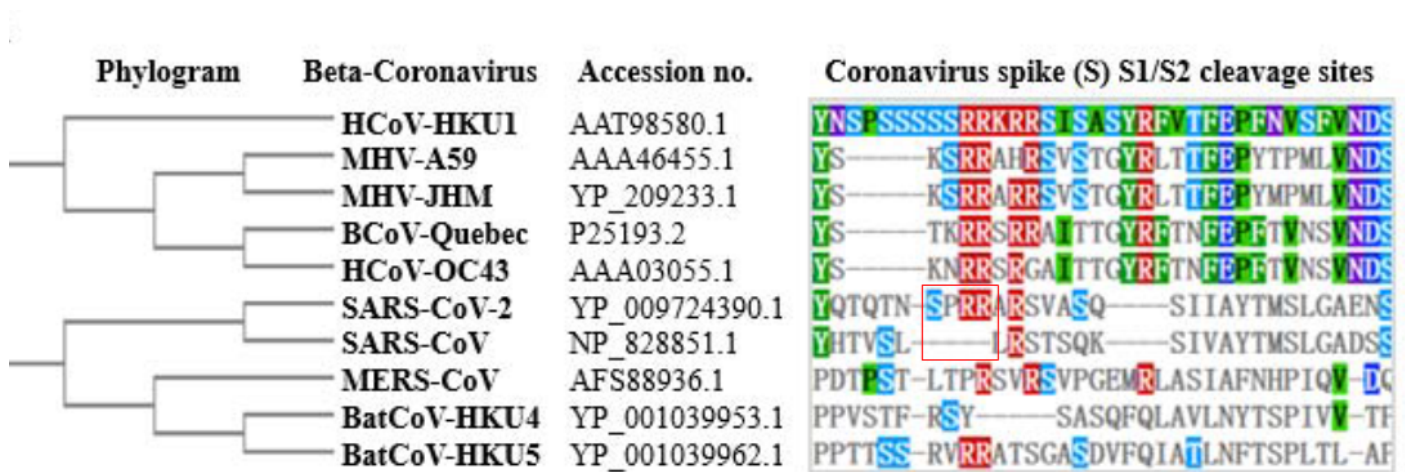 Phylogram Beta-Coronavirus Accession no. Coronavirus spike (S) S1/S2 cleavage sites
HCoV-HKU1 AAT98580.1 YNSPSSSSSRRKRRSISASYRFVTFEPFNVSFVNDS
MHV-A59 AAA46455.1 YS-----KSRRAHRSVSTGYRLTTFEPYTPMLVNDS
MHV-JHM YP_209233.1 YS-----KSRRARRSVSTGYRLTTFEPYMPMLVNDS
BCoV-Quebec P25193.2 YS-----TKRRSRRAITTGYRFTNFEPFTVNSVNDS
HCoV-OC43 AAA03055.1 YS-----KNRRSRGAITTGYRFTNFEPFTVNSVNDS
SARS-CoV-2 YP_009724390.1 YQTQTN-SPRRARSVASQ----SIIAYTMSLGAENS
SARS-CoV NP_828851.1 YHTVSL-----LRSTSQK----SIVAYTMSLGADSS
MERS-CoV AFS88936.1 PDTPST-LTPRSVRSVPGEMRLASIAFNHPIQV-DQ
BatCoV-HKU4 YP_001039953.1 PPVSTF-RSY-----SASQFQLAVLNYTSPIVV-TF
BatCoV-HKU5 YP_001039962.1 PPTTSS-RVRRATSGASDVFQIATLNFTSPLTL-AF